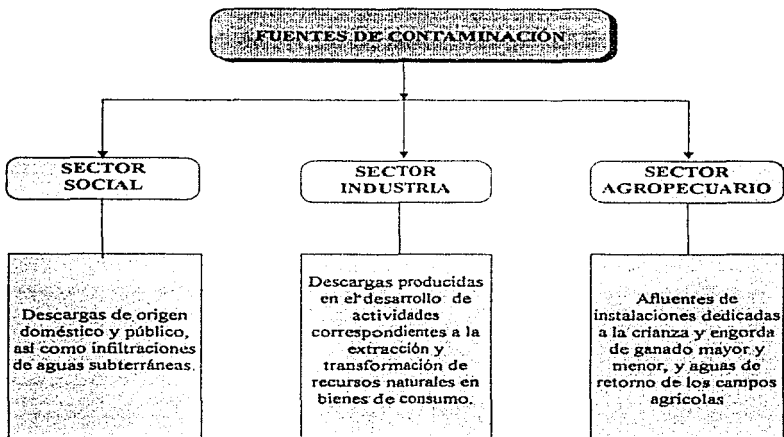 FUENTES DE CONTAMINACIÓN
SECTOR
SOCIAL
SECTOR
INDUSTRIA
SECTOR
AGROPECUARIO
Descargas de origen
doméstico y público,
así como infiltraciones
de aguas subterráneas.
Descargas producidas
en el desarrollo de
actividades
correspondientes a la
extracción y
transformación de
recursos naturales en
bienes de consumo.
Afluentes de
instalaciones dedicadas
a la crianza y engorda
de ganado mayor y
menor, y aguas de
retorno de los campos
agrícolas